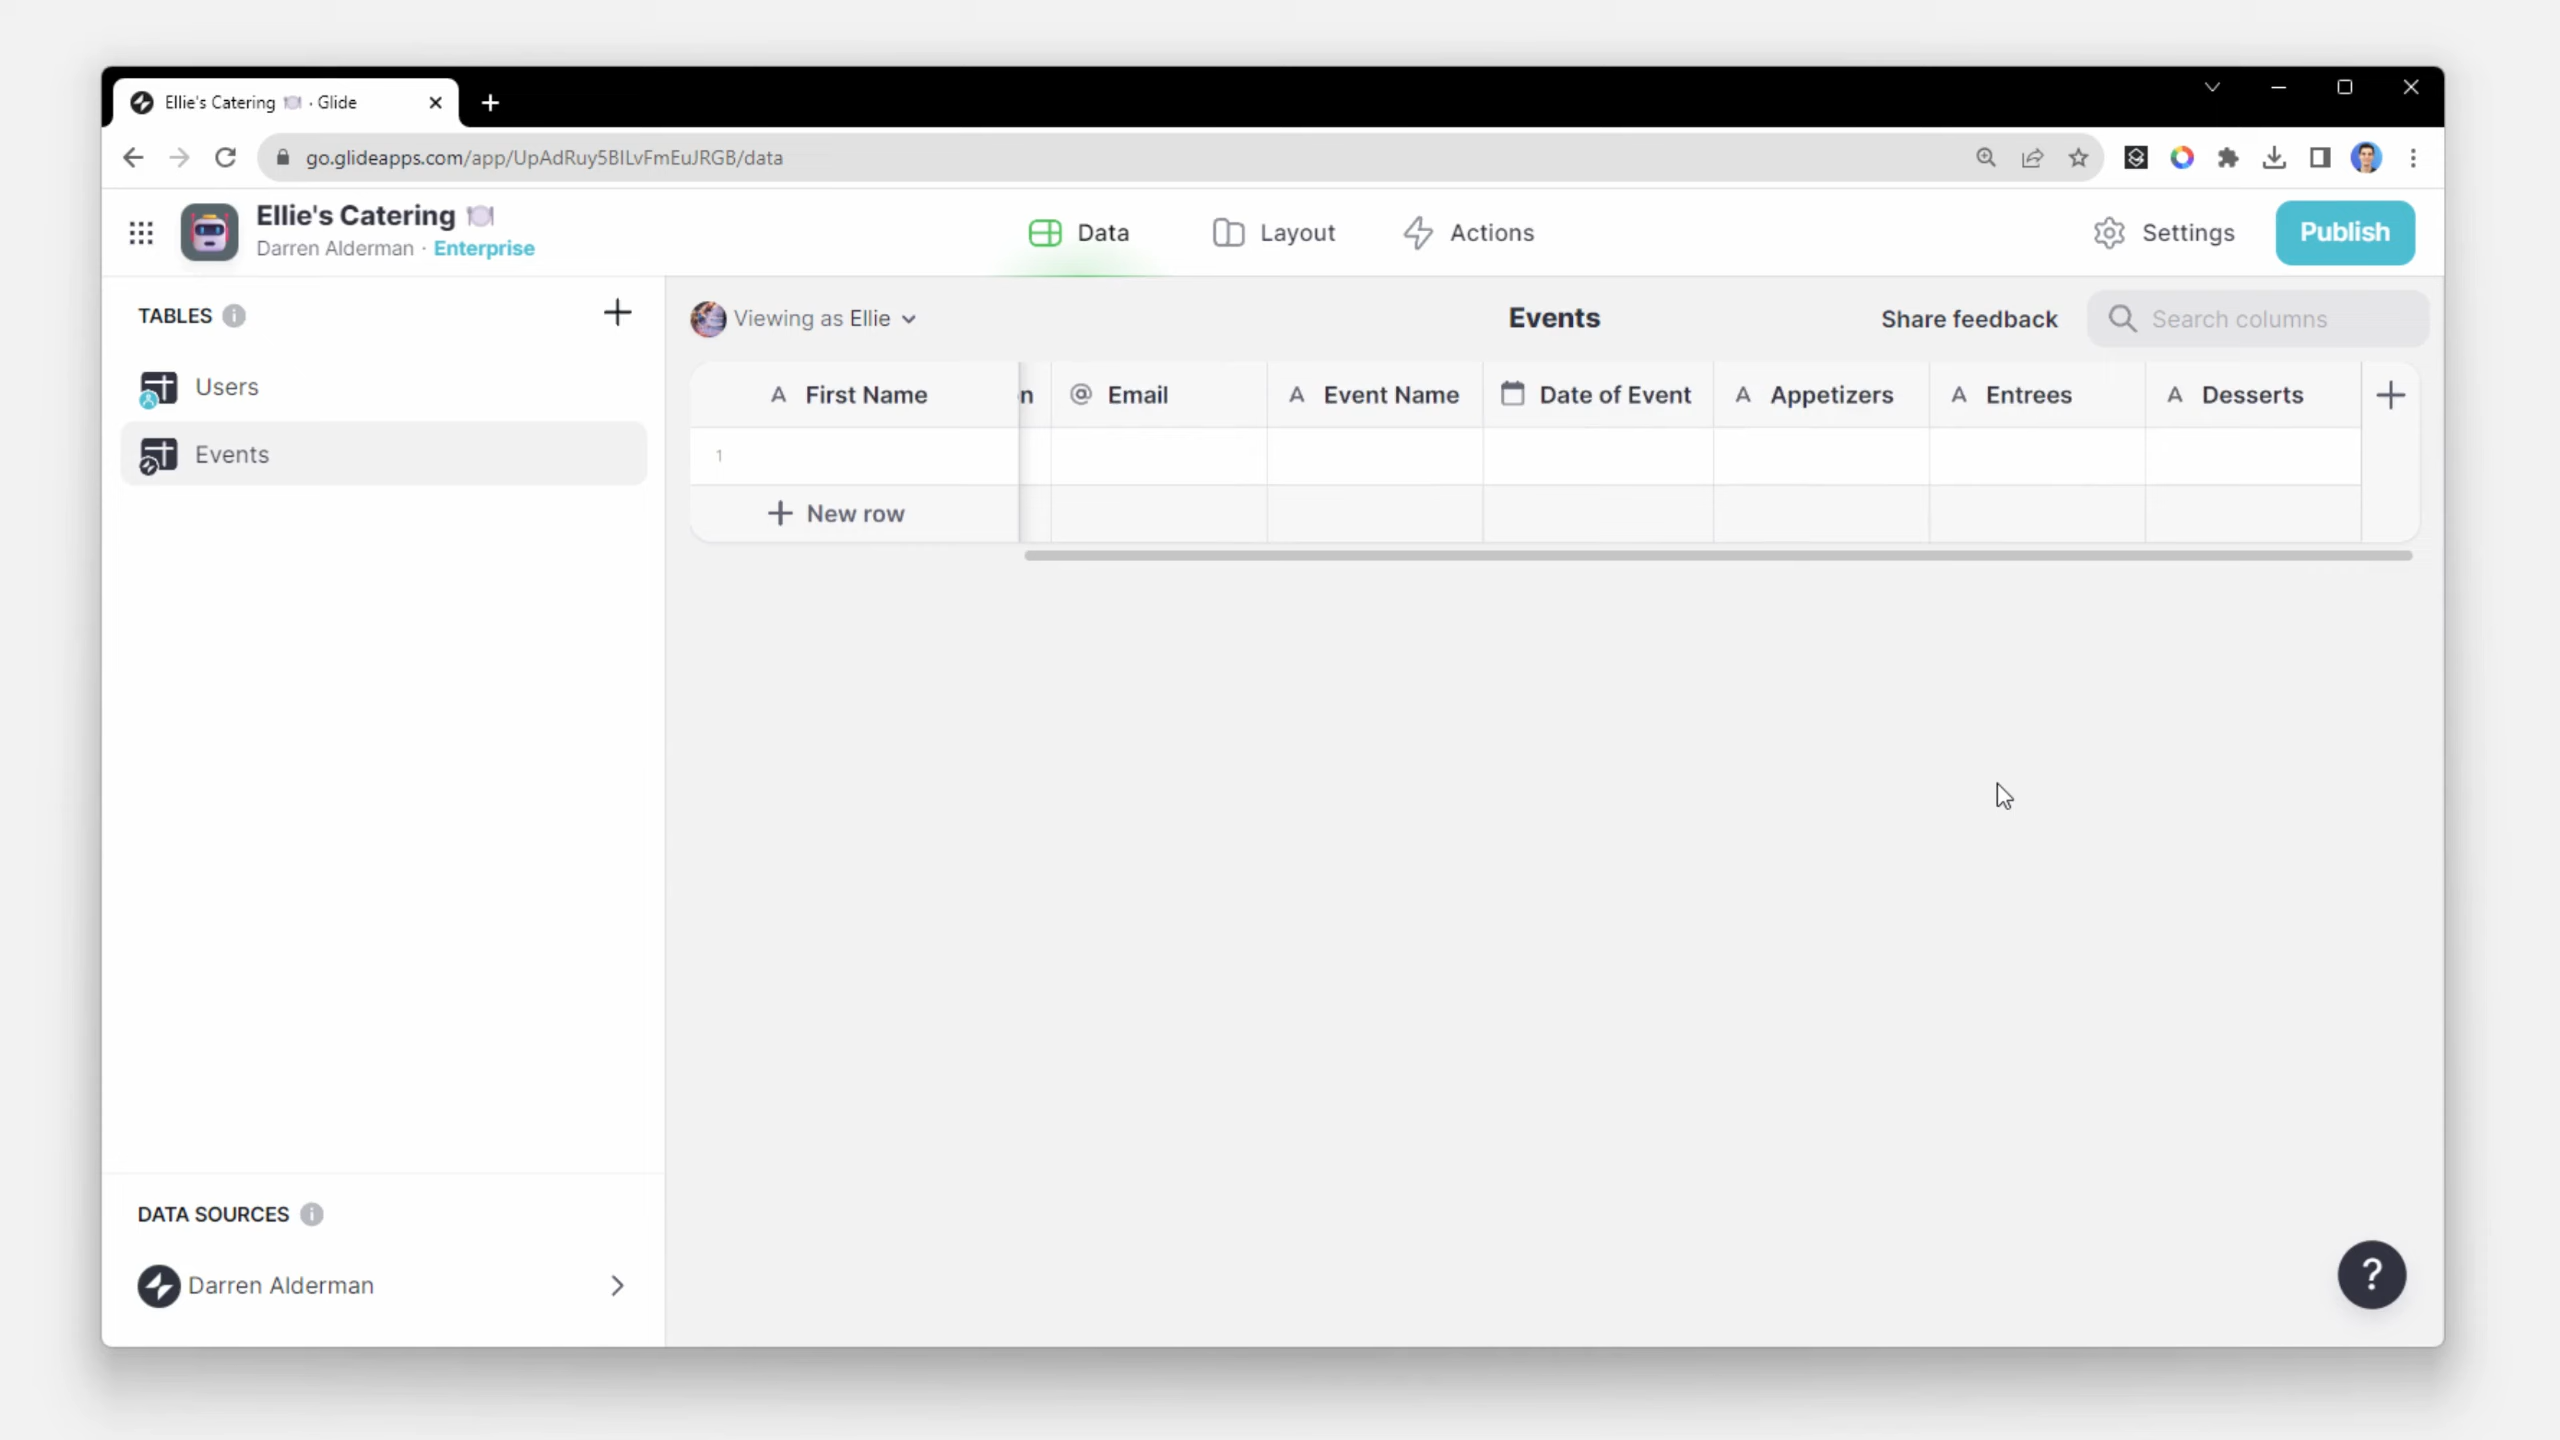 Ellie's Catering 🍽 · Glide
go.glideapps.com/app/UpAdRuy5BILvFmEuJRGB/data
Ellie's Catering 🍽
Darren Alderman · Enterprise
Data
Layout
Actions
Settings
Publish
TABLES
Users
Events
Viewing as Ellie
Events
Share feedback
Search columns
First Name
n
Email
Event Name
Date of Event
Appetizers
Entrees
Desserts
1
New row
DATA SOURCES
Darren Alderman
?